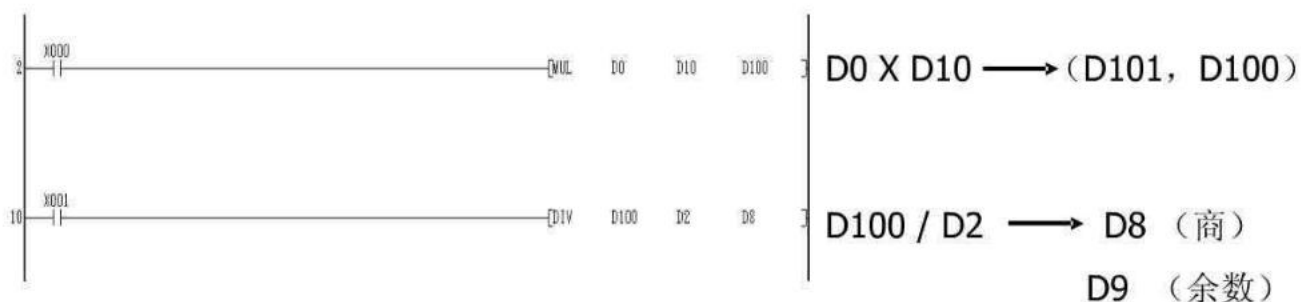 X000
2 [MUL D0 D10 D100 ] D0 X D10 → (D101，D100)
X001
10 [DIV D100 D2 D8 ] D100 / D2 → D8 （商）
D9 （余数）